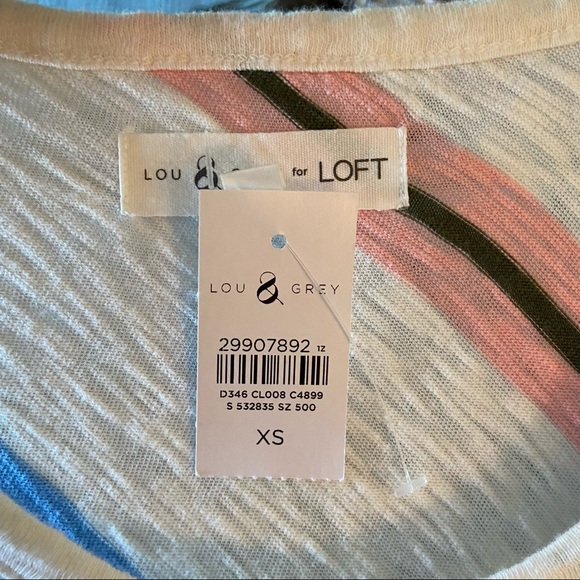 LOU & for LOFT
LOU & GREY
29907892 1Z
D346 CL008 C4899
S 532835 SZ 500
XS